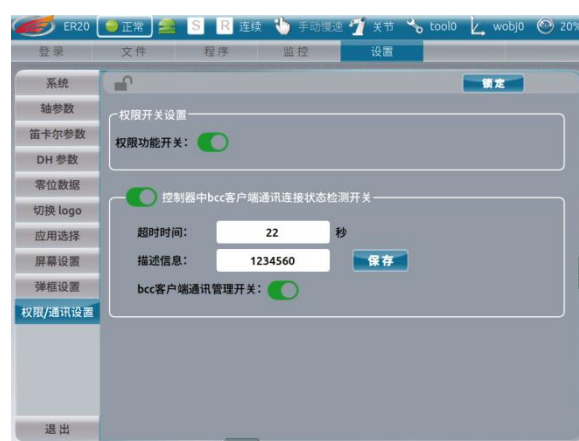 ER20 正常 S R 连续 手动慢速 关节 tool0 wobj0 20%
登录 文件 程序 监控 设置
系统
锁定
轴参数
权限开关设置
笛卡尔参数
权限功能开关：
DH 参数
零位数据
控制器中bcc客户端通讯连接状态检测开关
切换 logo
应用选择
超时时间： 22 秒
屏幕设置
描述信息： 1234560 保存
弹框设置
bcc客户端通讯管理开关：
权限/通讯设置
退出